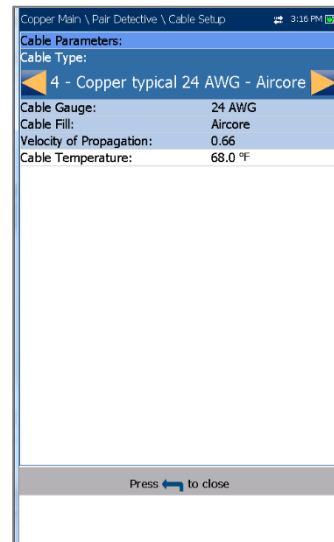 Copper Main \ Pair Detective \ Cable Setup 3:16 PM
Cable Parameters:
Cable Type:
4 - Copper typical 24 AWG - Aircore
Cable Gauge: 24 AWG
Cable Fill: Aircore
Velocity of Propagation: 0.66
Cable Temperature: 68.0 °F
Press to close